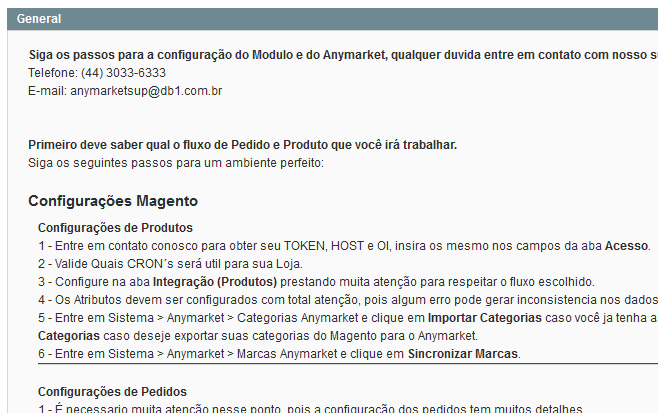 General
Siga os passos para a configuração do Modulo e do Anymarket, qualquer duvida entre em contato com nosso
Telefone: (44) 3033-6333
E-mail: anymarketsup@db1.com.br
Primeiro deve saber qual o fluxo de Pedido e Produto que você irá trabalhar.
Siga os seguintes passos para um ambiente perfeito:
Configurações Magento
Configurações de Produtos
1 - Entre em contato conosco para obter seu TOKEN, HOST e OI, insira os mesmo nos campos da aba Acesso.
2 - Valide Quais CRON´s será util para sua Loja.
3 - Configure na aba Integração (Produtos) prestando muita atenção para respeitar o fluxo escolhido.
4 - Os Atributos devem ser configurados com total atenção, pois algum erro pode gerar inconsistencia nos dados
5 - Entre em Sistema > Anymarket > Categorias Anymarket e clique em Importar Categorias caso você ja tenha a
Categorias caso deseje exportar suas categorias do Magento para o Anymarket.
6 - Entre em Sistema > Anymarket > Marcas Anymarket e clique em Sincronizar Marcas.
Configurações de Pedidos
1 - É necessario muita atenção nesse ponto, pois a configuração dos pedidos tem muitos detalhes